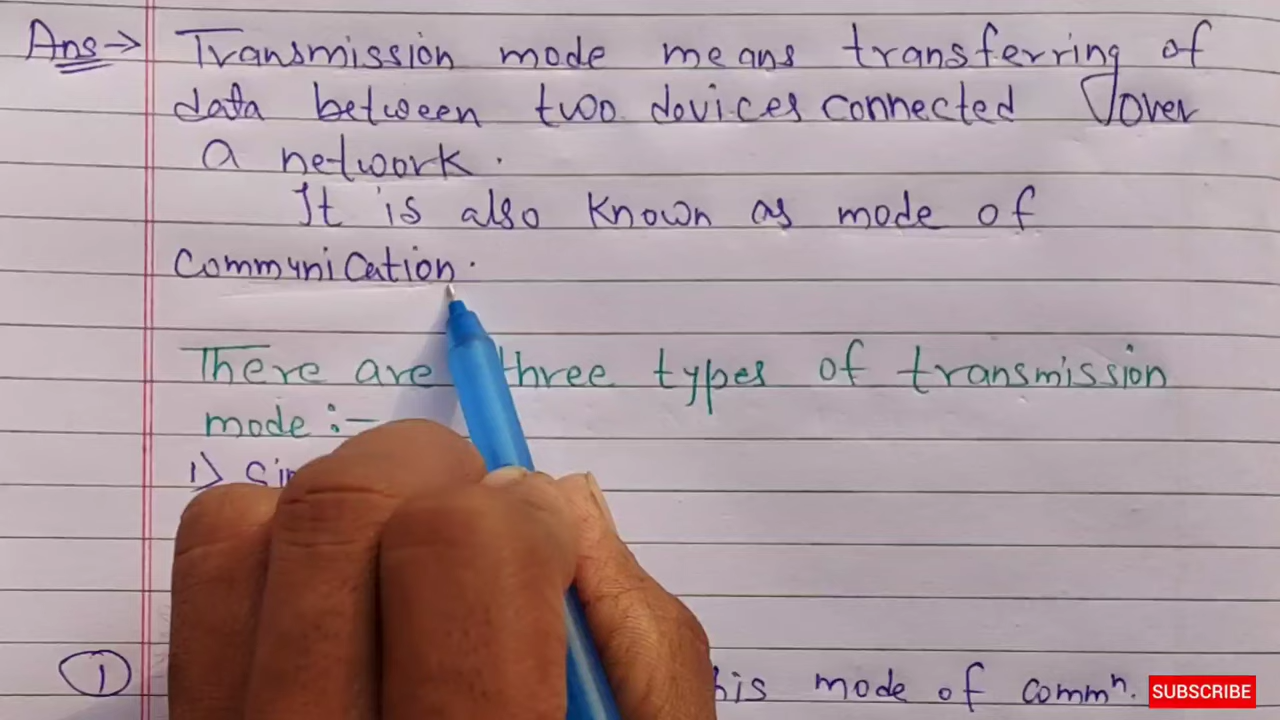 Ans→ Transmission mode means transferring of
data between two devices connected over
a network.
It is also known as mode of
Communication.
There are three types of transmission
mode :-
1)
1 his mode of commⁿ.
SUBSCRIBE